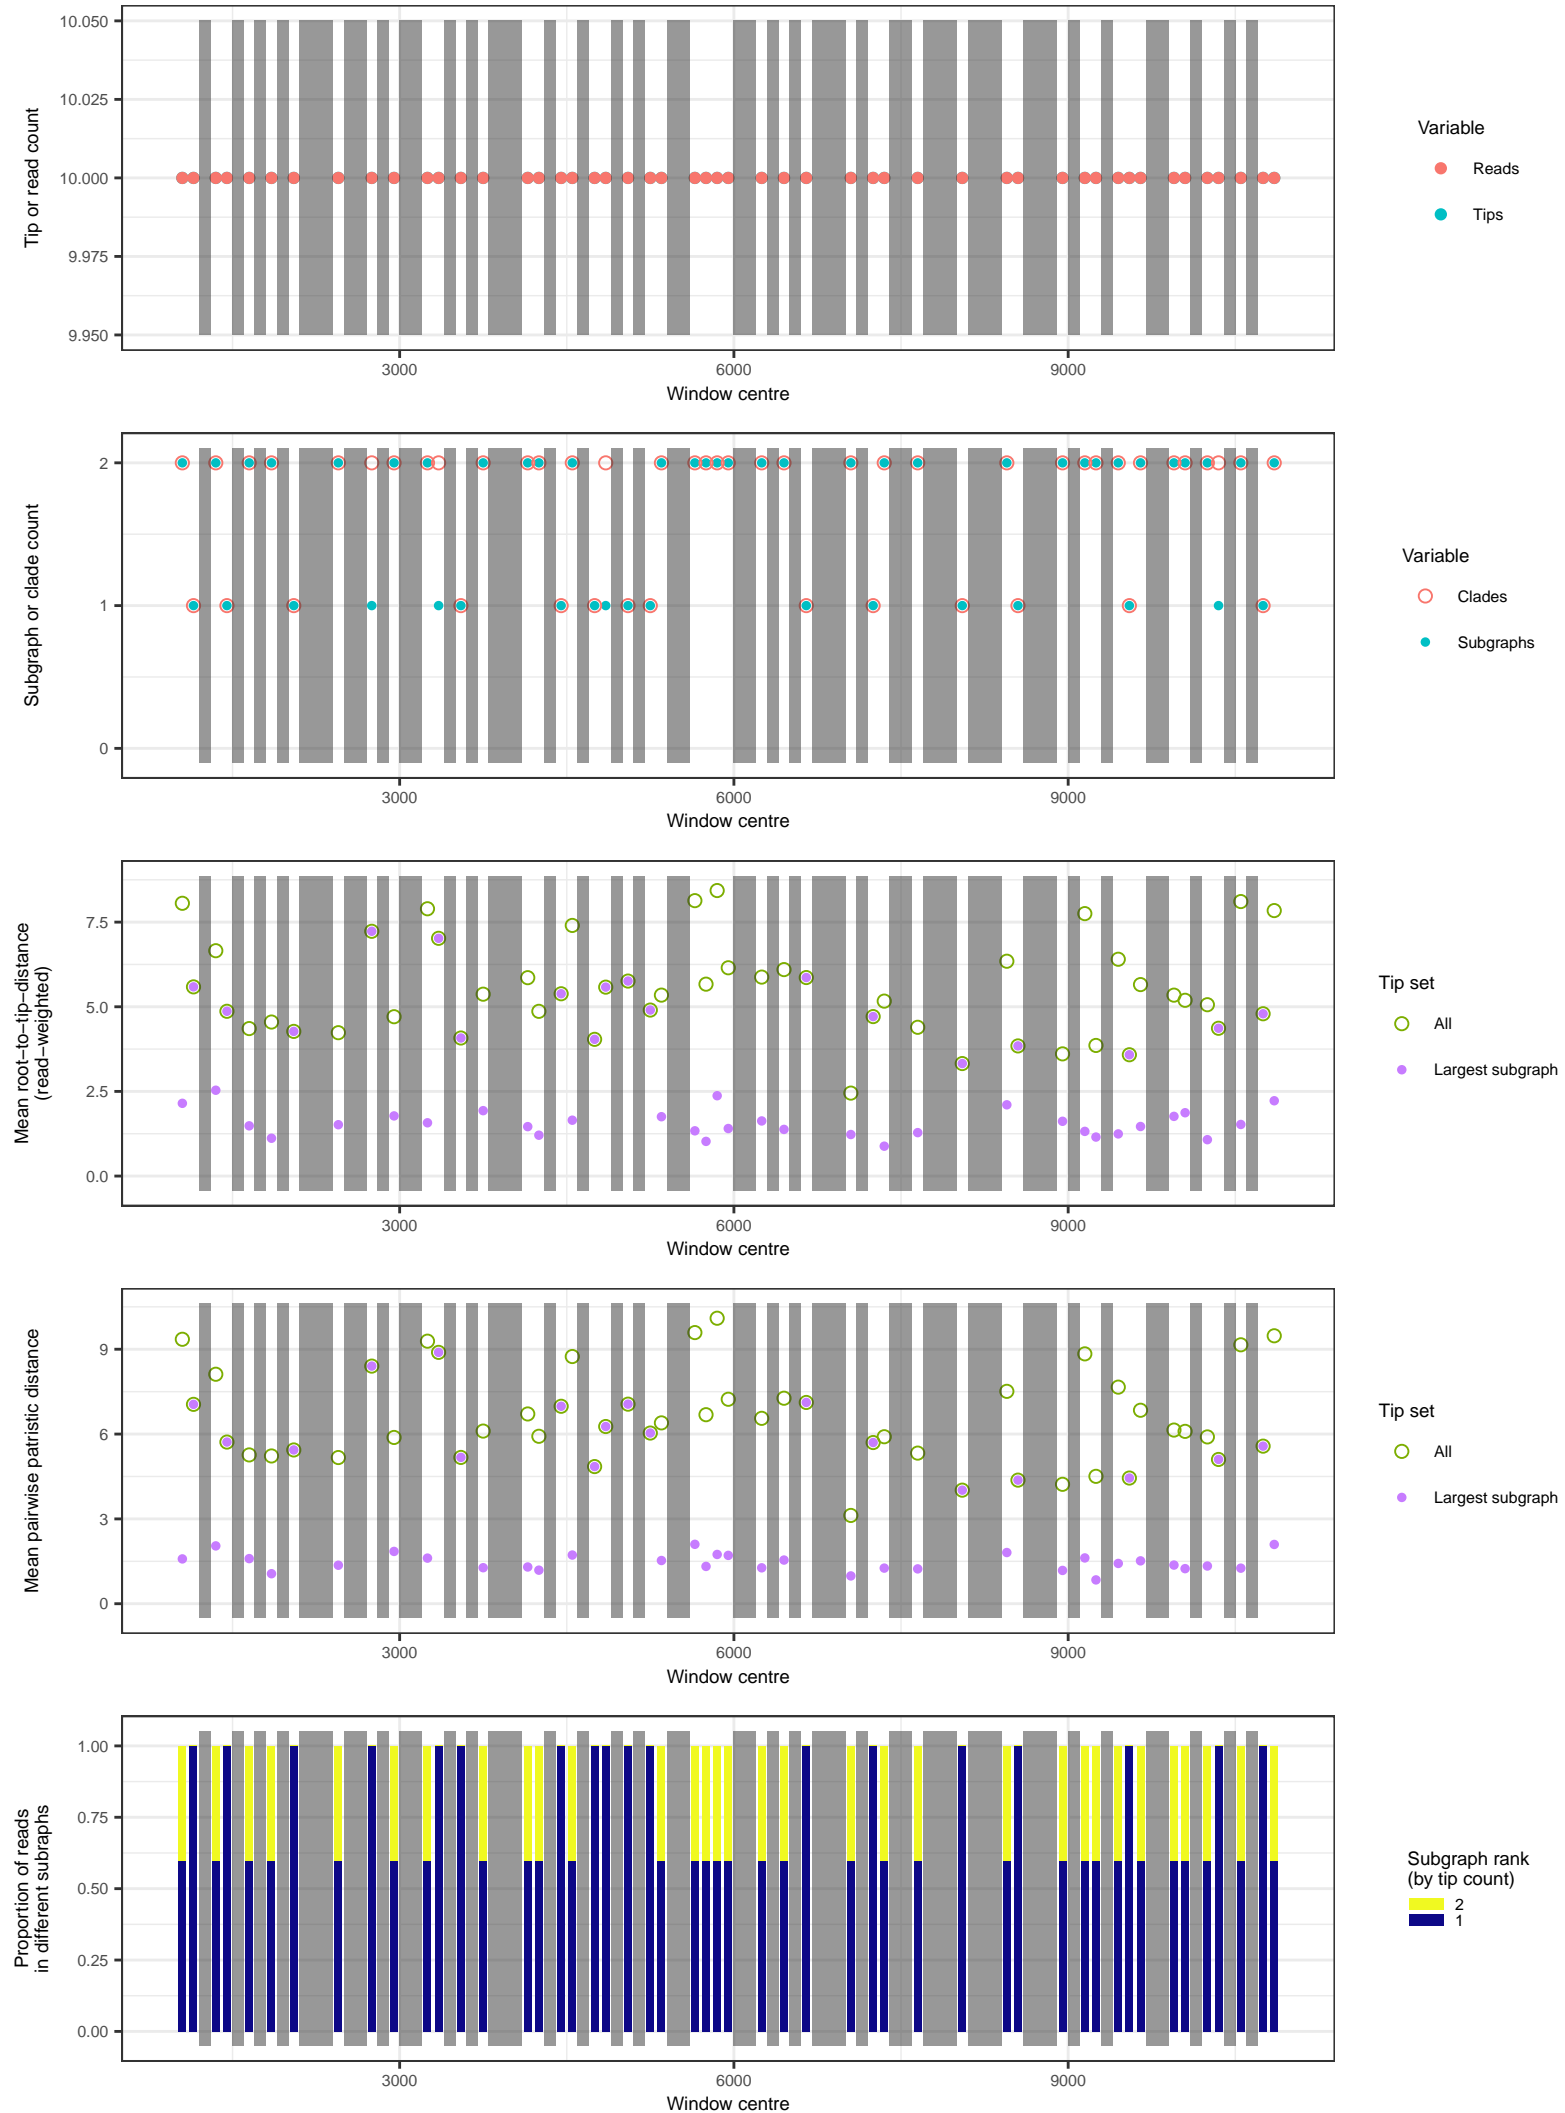 10.050
10.025
10.000
9.975
9.950
Tip or read count
3000
6000
9000
Window centre
Variable
Reads
Tips
2
1
0
Subgraph or clade count
3000
6000
9000
Window centre
Variable
Clades
Subgraphs
7.5
5.0
2.5
0.0
Mean root−to−tip−distance
(read−weighted)
3000
6000
9000
Window centre
Tip set
All
Largest subgraph
9
6
3
0
Mean pairwise patristic distance
3000
6000
9000
Window centre
Tip set
All
Largest subgraph
1.00
0.75
0.50
0.25
0.00
Proportion of reads
in different subraphs
3000
6000
9000
Window centre
Subgraph rank
(by tip count)
2
1